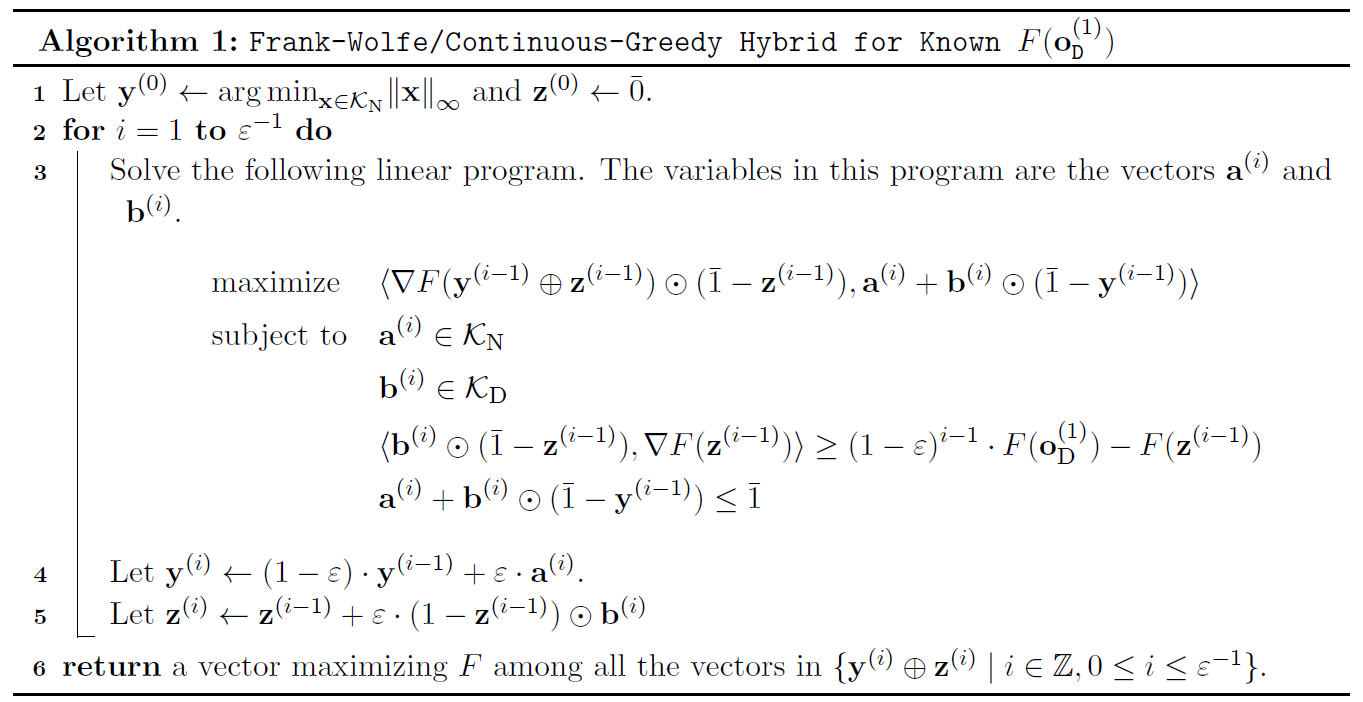 Algorithm 1: Frank-Wolfe/Continuous-Greedy Hybrid for Known $F(\mathbf{o}_{\mathrm{D}}^{(1)})$
1 Let $\mathbf{y}^{(0)} \leftarrow \arg\min_{\mathbf{x} \in \mathcal{K}_{\mathrm{N}}} \|\mathbf{x}\|_\infty$ and $\mathbf{z}^{(0)} \leftarrow \bar{0}$.
2 for $i = 1$ to $\varepsilon^{-1}$ do
3 Solve the following linear program. The variables in this program are the vectors $\mathbf{a}^{(i)}$ and
$\mathbf{b}^{(i)}$.
maximize $\langle \nabla F(\mathbf{y}^{(i-1)} \oplus \mathbf{z}^{(i-1)}) \odot (\bar{1} - \mathbf{z}^{(i-1)}), \mathbf{a}^{(i)} + \mathbf{b}^{(i)} \odot (\bar{1} - \mathbf{y}^{(i-1)}) \rangle$
subject to $\mathbf{a}^{(i)} \in \mathcal{K}_{\mathrm{N}}$
$\mathbf{b}^{(i)} \in \mathcal{K}_{\mathrm{D}}$
$\langle \mathbf{b}^{(i)} \odot (\bar{1} - \mathbf{z}^{(i-1)}), \nabla F(\mathbf{z}^{(i-1)}) \rangle \geq (1 - \varepsilon)^{i-1} \cdot F(\mathbf{o}_{\mathrm{D}}^{(1)}) - F(\mathbf{z}^{(i-1)})$
$\mathbf{a}^{(i)} + \mathbf{b}^{(i)} \odot (\bar{1} - \mathbf{y}^{(i-1)}) \leq \bar{1}$
4 Let $\mathbf{y}^{(i)} \leftarrow (1 - \varepsilon) \cdot \mathbf{y}^{(i-1)} + \varepsilon \cdot \mathbf{a}^{(i)}$.
5 Let $\mathbf{z}^{(i)} \leftarrow \mathbf{z}^{(i-1)} + \varepsilon \cdot (1 - \mathbf{z}^{(i-1)}) \odot \mathbf{b}^{(i)}$
6 return a vector maximizing $F$ among all the vectors in $\{\mathbf{y}^{(i)} \oplus \mathbf{z}^{(i)} \mid i \in \mathbb{Z}, 0 \leq i \leq \varepsilon^{-1}\}$.